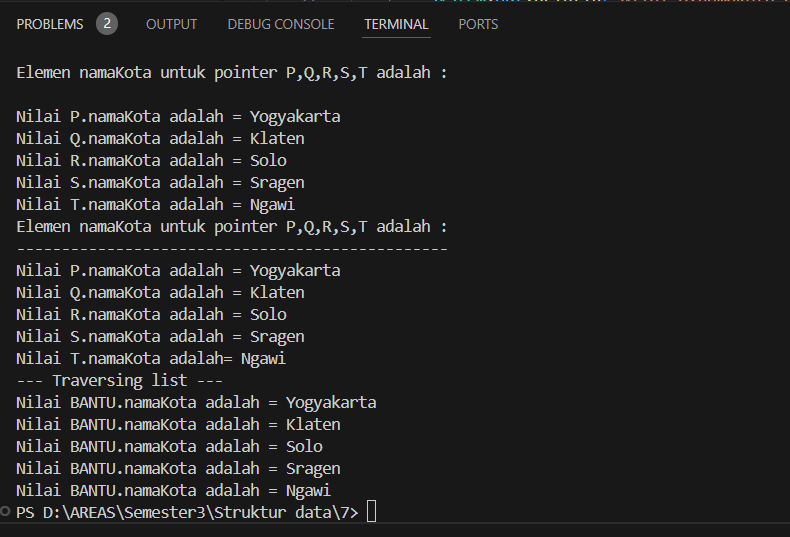 PROBLEMS 2 OUTPUT DEBUG CONSOLE TERMINAL PORTS
Elemen namaKota untuk pointer P,Q,R,S,T adalah :
Nilai P.namaKota adalah = Yogyakarta
Nilai Q.namaKota adalah = Klaten
Nilai R.namaKota adalah = Solo
Nilai S.namaKota adalah = Sragen
Nilai T.namaKota adalah = Ngawi
Elemen namaKota untuk pointer P,Q,R,S,T adalah :
------------------------------------------------
Nilai P.namaKota adalah = Yogyakarta
Nilai Q.namaKota adalah = Klaten
Nilai R.namaKota adalah = Solo
Nilai S.namaKota adalah = Sragen
Nilai T.namaKota adalah= Ngawi
--- Traversing list ---
Nilai BANTU.namaKota adalah = Yogyakarta
Nilai BANTU.namaKota adalah = Klaten
Nilai BANTU.namaKota adalah = Solo
Nilai BANTU.namaKota adalah = Sragen
Nilai BANTU.namaKota adalah = Ngawi
PS D:\AREAS\Semester3\Struktur data\7>